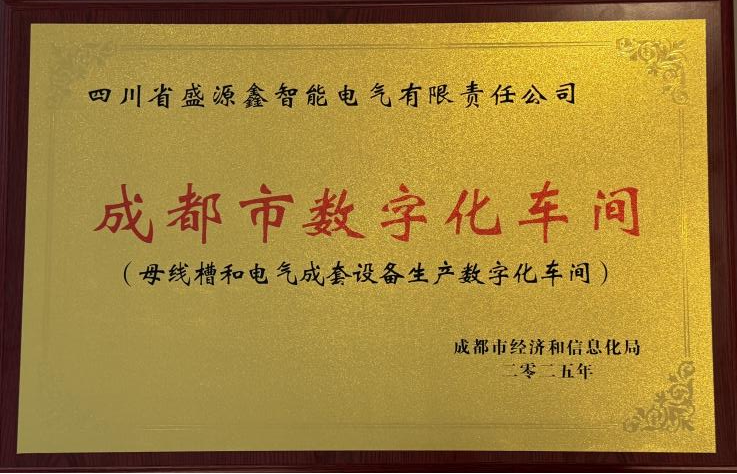 四川省盛源鑫智能电气有限责任公司
成都市数字化车间
（母线槽和电气成套设备生产数字化车间）
成都市经济和信息化局
二零二五年